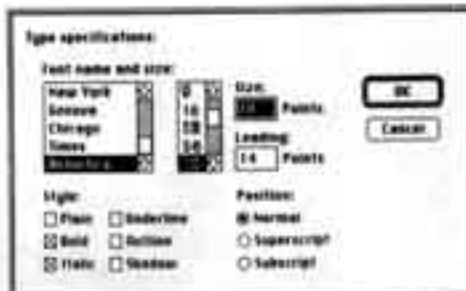 Type specifications:
Font name and size:
Size:
New York
Geneva
10
Points
OK
Chicago
Leading:
Cancel
Times
14 Points
Style:
Position:
Plain Underline
Normal
Bold Outline
Superscript
Italic Shadow
Subscript